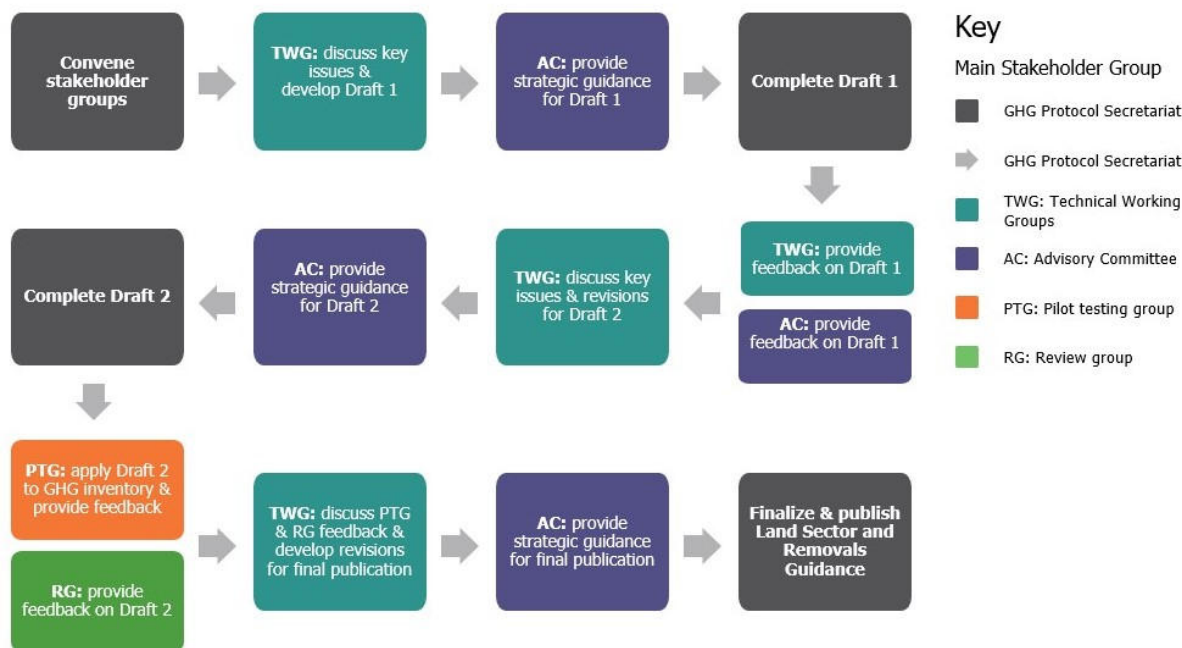 Convene
stakeholder
groups
TWG: discuss key
issues &
develop Draft 1
AC: provide
strategic guidance
for Draft 1
Complete Draft 1
TWG: provide
feedback on Draft 1
AC: provide
feedback on Draft 1
TWG: discuss key
issues & revisions
for Draft 2
AC: provide
strategic guidance
for Draft 2
Complete Draft 2
PTG: apply Draft 2
to GHG inventory &
provide feedback
RG: provide
feedback on Draft 2
TWG: discuss PTG
& RG feedback &
develop revisions
for final publication
AC: provide
strategic guidance
for final publication
Finalize & publish
Land Sector and
Removals
Guidance
Key
Main Stakeholder Group
GHG Protocol Secretariat
GHG Protocol Secretariat
TWG: Technical Working
Groups
AC: Advisory Committee
PTG: Pilot testing group
RG: Review group